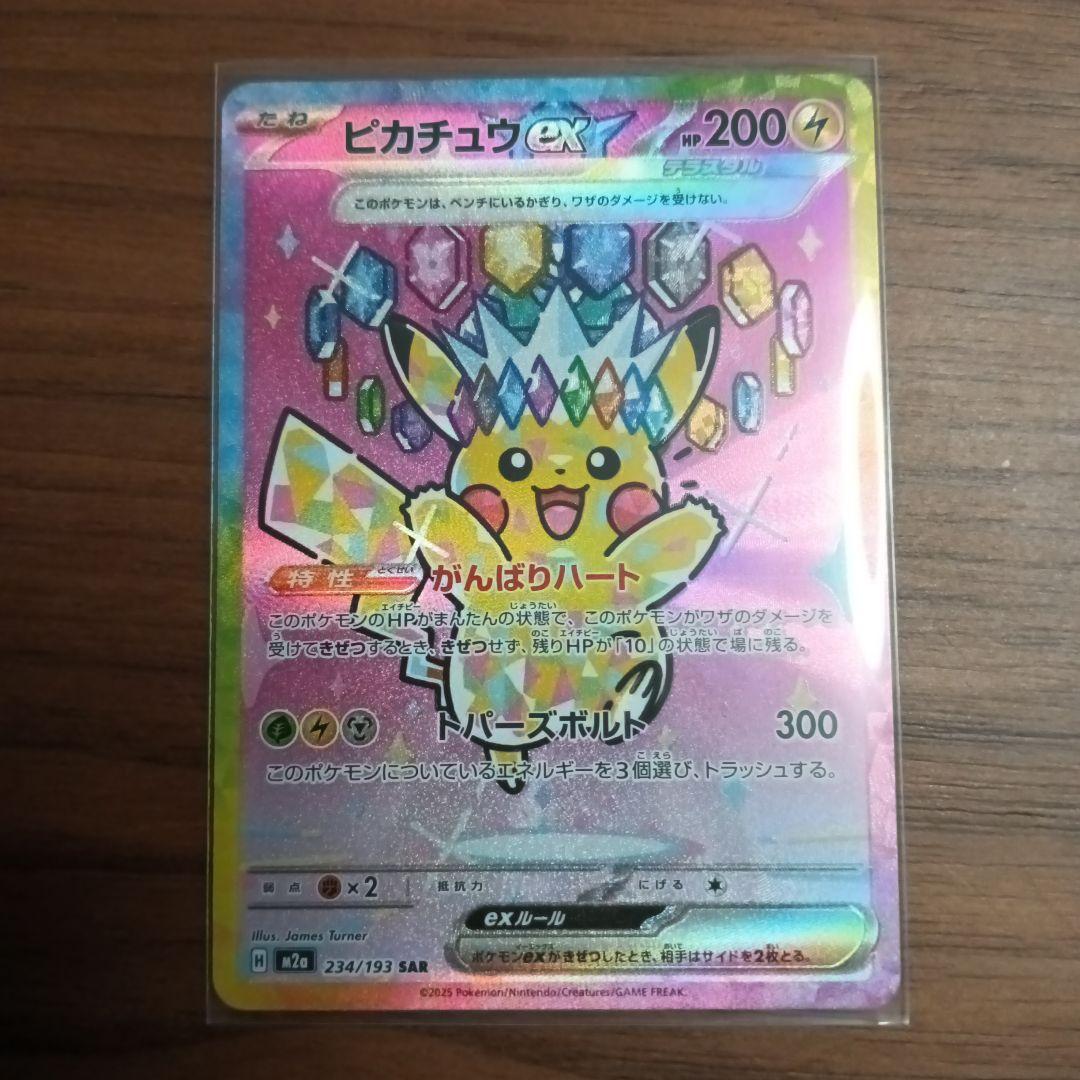 たね ピカチュウex HP200
テラスタル
このポケモンは、ベンチにいるかぎり、ワザのダメージを受けない。
特性 がんばりハート
このポケモンのHPがまんたんの状態で、このポケモンがワザのダメージを
受けてきぜつするとき、きぜつせず、残りHPが「10」の状態で場に残る。
トパーズボルト 300
このポケモンについているエネルギーを3個選び、トラッシュする。
弱点 ×2 抵抗力 にげる
exルール
ポケモンexがきぜつしたとき、相手はサイドを2枚とる。
Illus. James Turner
H M2a 234/193 SAR
©2025 Pokémon/Nintendo/Creatures/GAME FREAK.